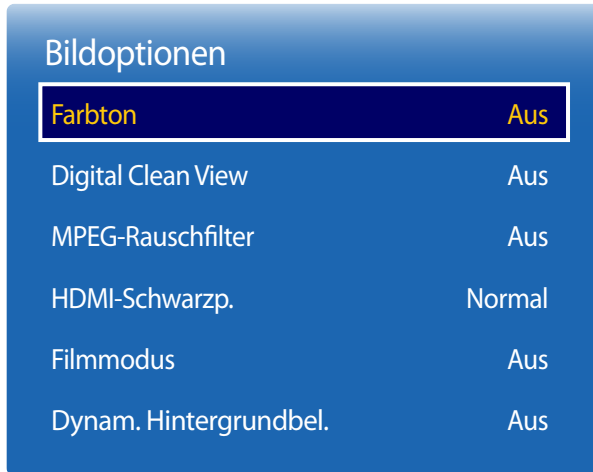 Bildoptionen
Farbton Aus
Digital Clean View Aus
MPEG-Rauschfilter Aus
HDMI-Schwarzp. Normal
Filmmodus Aus
Dynam. Hintergrundbel. Aus